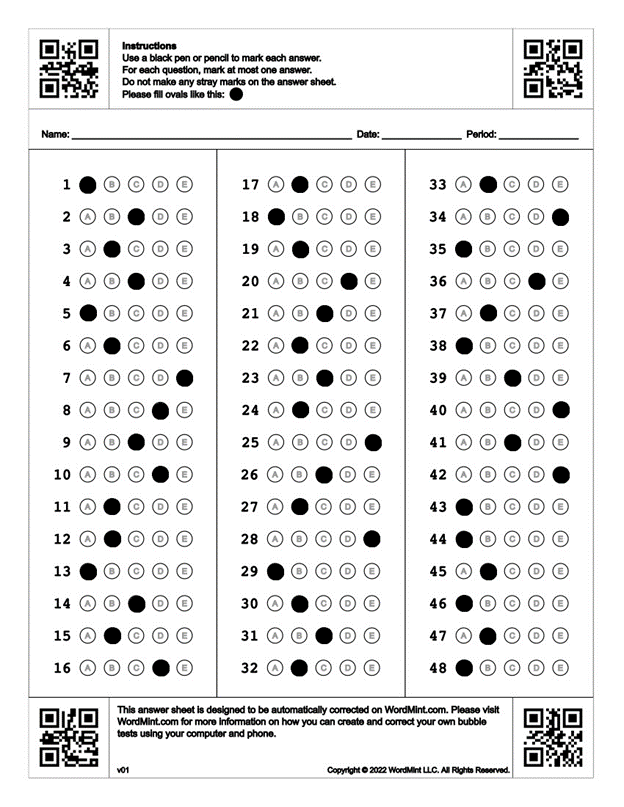 Instructions
Use a black pen or pencil to mark each answer.
For each question, mark at most one answer.
Do not make any stray marks on the answer sheet.
Please fill ovals like this:
Name: Date: Period:
1 B C D E
2 A B D E
3 A C D E
4 A B D E
5 B C D E
6 A C D E
7 A B C D
8 A B C E
9 A B D E
10 A B C E
11 A C D E
12 A C D E
13 B C D E
14 A B D E
15 A C D E
16 A B C E
17 A C D E
18 B C D E
19 A C D E
20 A B C E
21 A B D E
22 A C D E
23 A B D E
24 A C D E
25 A B C D
26 A B D E
27 A C D E
28 A B C D
29 B C D E
30 A C D E
31 A B D E
32 A C D E
33 A C D E
34 A B C D
35 B C D E
36 A B C E
37 A C D E
38 B C D E
39 A B D E
40 A B C D
41 A B D E
42 A B C D
43 B C D E
44 B C D E
45 A C D E
46 B C D E
47 A C D E
48 B C D E
This answer sheet is designed to be automatically corrected on WordMint.com. Please visit
WordMint.com for more information on how you can create and correct your own bubble
tests using your computer and phone.
v01 Copyright © 2022 WordMint LLC. All Rights Reserved.